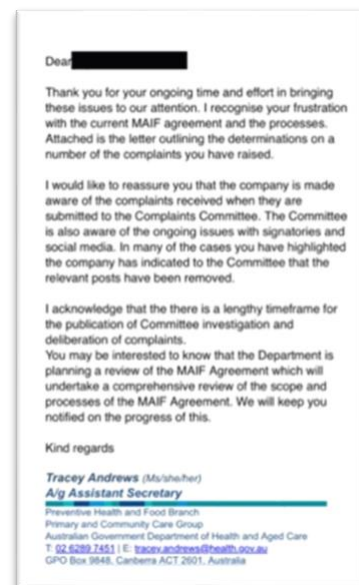 Dear
Thank you for your ongoing time and effort in bringing
these issues to our attention. I recognise your frustration
with the current MAIF agreement and the processes.
Attached is the letter outlining the determinations on a
number of the complaints you have raised.
I would like to reassure you that the company is made
aware of the complaints received when they are
submitted to the Complaints Committee. The Committee
is also aware of the ongoing issues with signatories and
social media. In many of the cases you have highlighted
the company has indicated to the Committee that the
relevant posts have been removed.
I acknowledge that the there is a lengthy timeframe for
the publication of Committee investigation and
deliberation of complaints.
You may be interested to know that the Department is
planning a review of the MAIF Agreement which will
undertake a comprehensive review of the scope and
processes of the MAIF Agreement. We will keep you
notified on the progress of this.
Kind regards
Tracey Andrews (Ms/she/her)
A/g Assistant Secretary
Preventive Health and Food Branch
Primary and Community Care Group
Australian Government Department of Health and Aged Care
T: 02 6289 7451 | E: tracey.andrews@health.gov.au
GPO Box 9848, Canberra ACT 2601, Australia